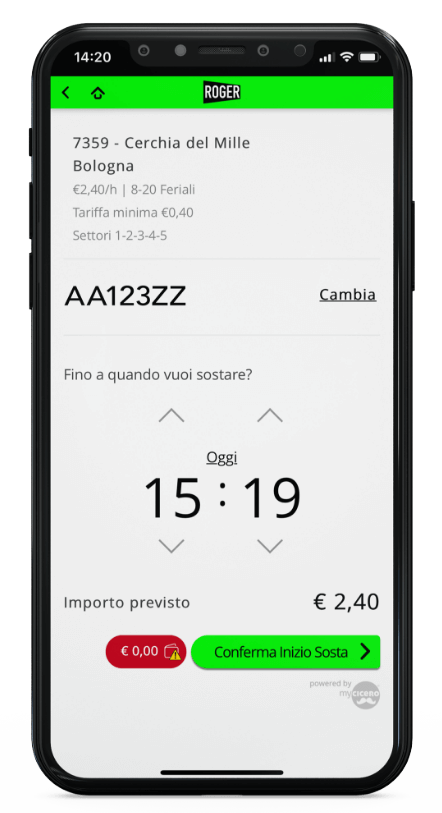 14:20
ROGER
7359 - Cerchia del Mille
Bologna
€2,40/h | 8-20 Feriali
Tariffa minima €0,40
Settori 1-2-3-4-5
AA123ZZ
Cambia
Fino a quando vuoi sostare?
Oggi
15 : 19
Importo previsto
€ 2,40
€ 0,00
Conferma Inizio Sosta
powered by
mycicero